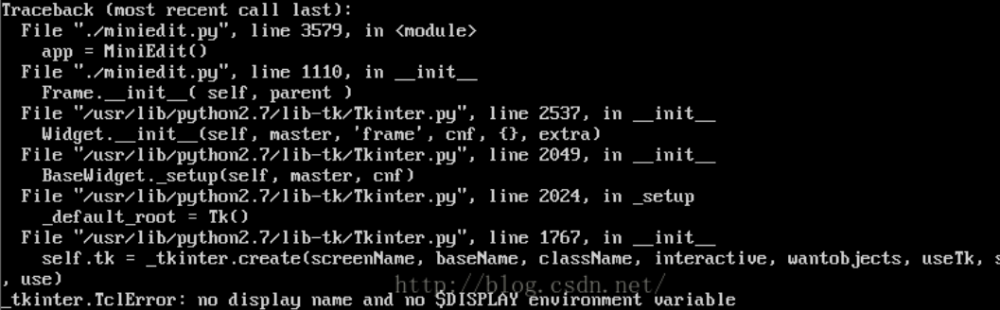 Traceback (most recent call last):
  File "./miniedit.py", line 3579, in <module>
    app = MiniEdit()
  File "./miniedit.py", line 1110, in __init__
    Frame.__init__( self, parent )
  File "/usr/lib/python2.7/lib-tk/Tkinter.py", line 2537, in __init__
    Widget.__init__(self, master, 'frame', cnf, {}, extra)
  File "/usr/lib/python2.7/lib-tk/Tkinter.py", line 2049, in __init__
    BaseWidget._setup(self, master, cnf)
  File "/usr/lib/python2.7/lib-tk/Tkinter.py", line 2024, in _setup
    _default_root = Tk()
  File "/usr/lib/python2.7/lib-tk/Tkinter.py", line 1767, in __init__
    self.tk = _tkinter.create(screenName, baseName, className, interactive, wantobjects, useTk, s
, use)
http://blog.csdn.net/
_tkinter.TclError: no display name and no $DISPLAY environment variable